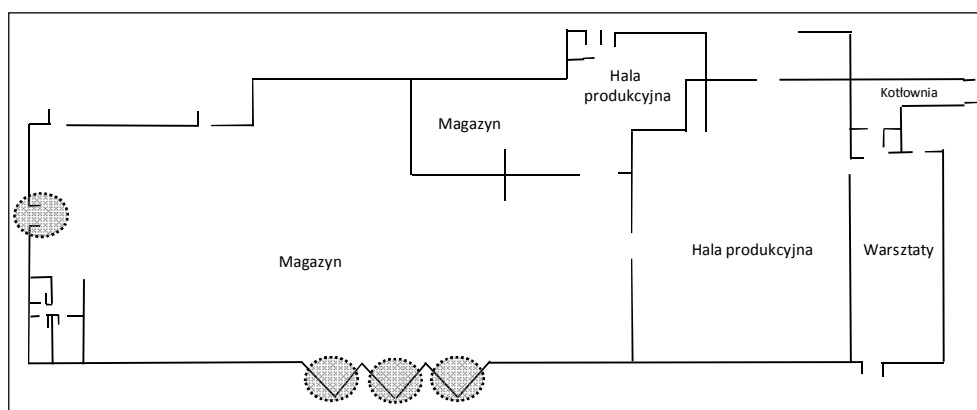 Hala
produkcyjna
Kotłownia
Magazyn
Magazyn
Hala produkcyjna
Warsztaty